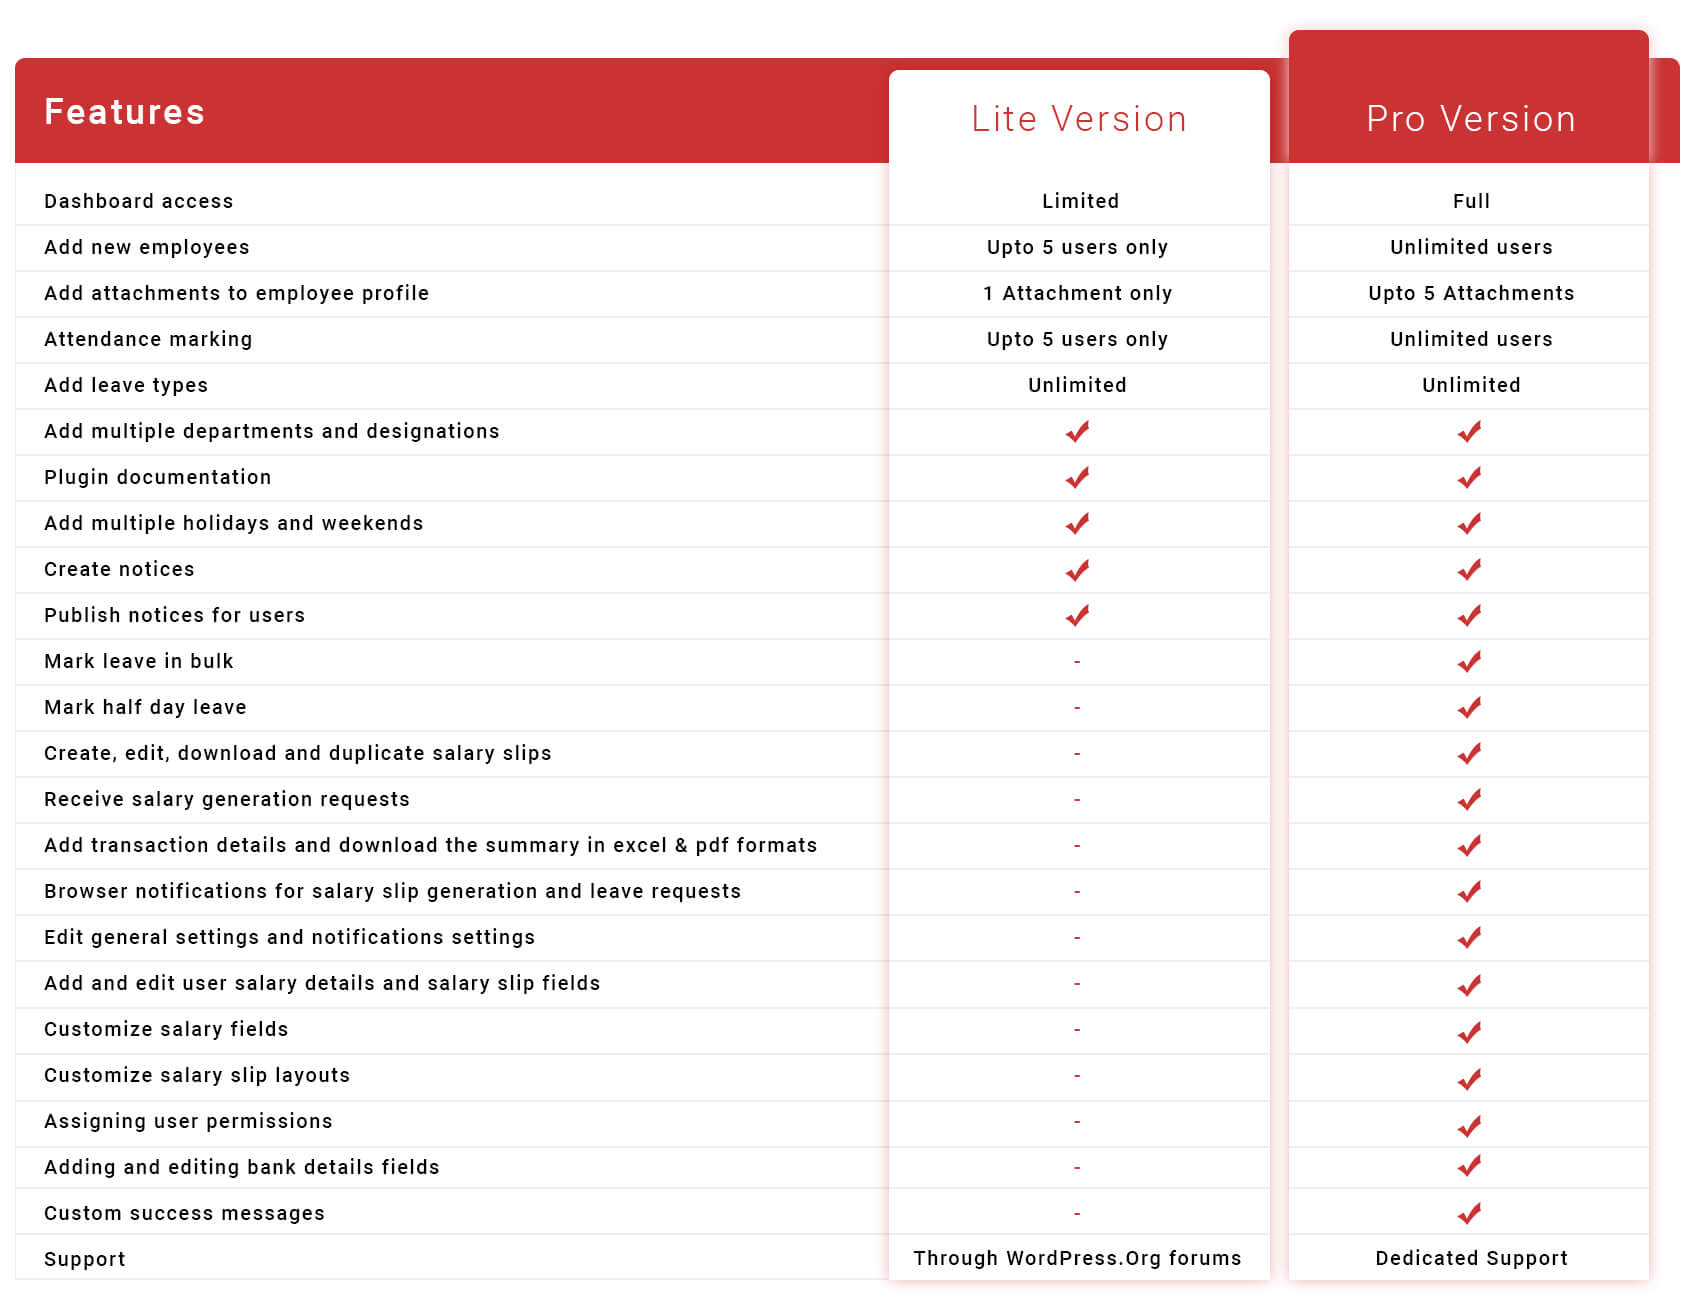 Features Lite Version Pro Version
Dashboard access Limited Full
Add new employees Upto 5 users only Unlimited users
Add attachments to employee profile 1 Attachment only Upto 5 Attachments
Attendance marking Upto 5 users only Unlimited users
Add leave types Unlimited Unlimited
Add multiple departments and designations
Plugin documentation
Add multiple holidays and weekends
Create notices
Publish notices for users
Mark leave in bulk -
Mark half day leave -
Create, edit, download and duplicate salary slips -
Receive salary generation requests -
Add transaction details and download the summary in excel & pdf formats -
Browser notifications for salary slip generation and leave requests -
Edit general settings and notifications settings -
Add and edit user salary details and salary slip fields -
Customize salary fields -
Customize salary slip layouts -
Assigning user permissions -
Adding and editing bank details fields -
Custom success messages -
Support Through WordPress.Org forums Dedicated Support